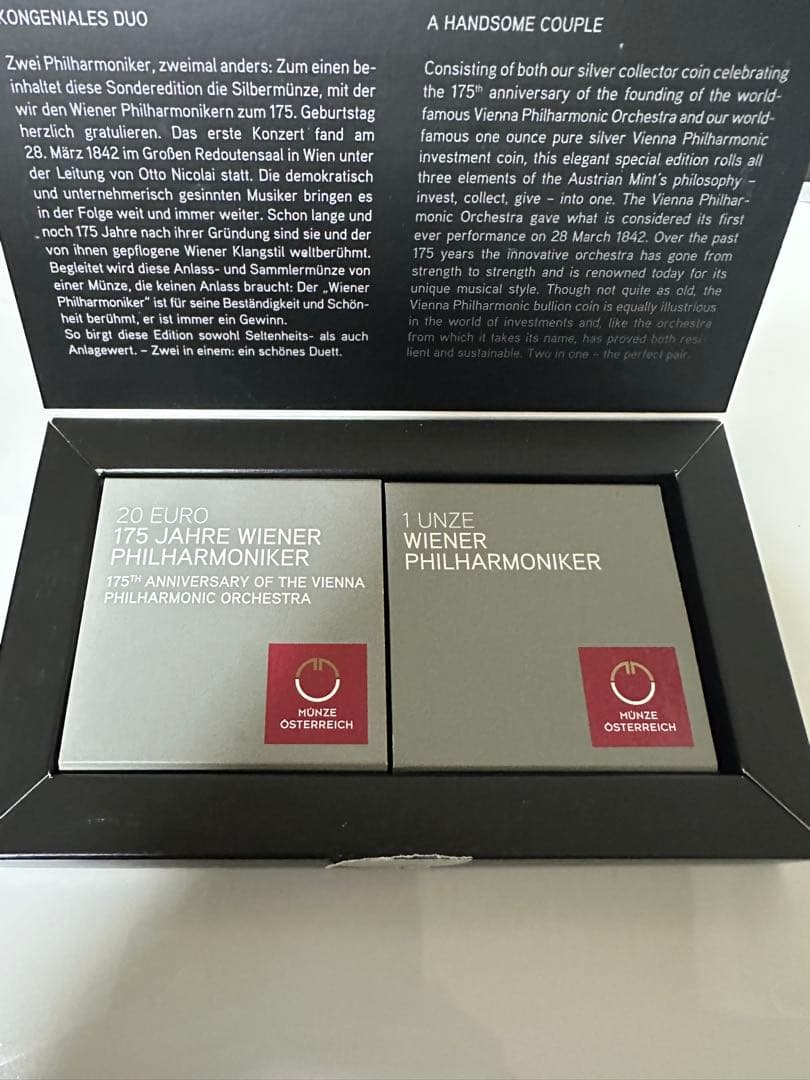 KONGENIALES DUO
Zwei Philharmoniker, zweimal anders: Zum einen be-
inhaltet diese Sonderedition die Silbermünze, mit der
wir den Wiener Philharmonikern zum 175. Geburtstag
herzlich gratulieren. Das erste Konzert fand am
28. März 1842 im Großen Redoutensaal in Wien unter
der Leitung von Otto Nicolai statt. Die demokratisch
und unternehmerisch gesinnten Musiker bringen es
in der Folge weit und immer weiter. Schon lange und
noch 175 Jahre nach ihrer Gründung sind sie und der
von ihnen gepflogene Wiener Klangstil weltberühmt.
Begleitet wird diese Anlass- und Sammlermünze von
einer Münze, die keinen Anlass braucht: Der „Wiener
Philharmoniker“ ist für seine Beständigkeit und Schön-
heit berühmt, er ist immer ein Gewinn.
So birgt diese Edition sowohl Seltenheits- als auch
Anlagewert. – Zwei in einem: ein schönes Duett.
A HANDSOME COUPLE
Consisting of both our silver collector coin celebrating
the 175th anniversary of the founding of the world-
famous Vienna Philharmonic Orchestra and our world-
famous one ounce pure silver Vienna Philharmonic
investment coin, this elegant special edition rolls all
three elements of the Austrian Mint's philosophy –
invest, collect, give – into one. The Vienna Philhar-
monic Orchestra gave what is considered its first
ever performance on 28 March 1842. Over the past
175 years the innovative orchestra has gone from
strength to strength and is renowned today for its
unique musical style. Though not quite as old, the
Vienna Philharmonic bullion coin is equally illustrious
in the world of investments and, like the orchestra
from which it takes its name, has proved both resi-
lient and sustainable. Two in one – the perfect pair.
20 EURO
175 JAHRE WIENER
PHILHARMONIKER
175TH ANNIVERSARY OF THE VIENNA
PHILHARMONIC ORCHESTRA
MÜNZE
ÖSTERREICH
1 UNZE
WIENER
PHILHARMONIKER
MÜNZE
ÖSTERREICH